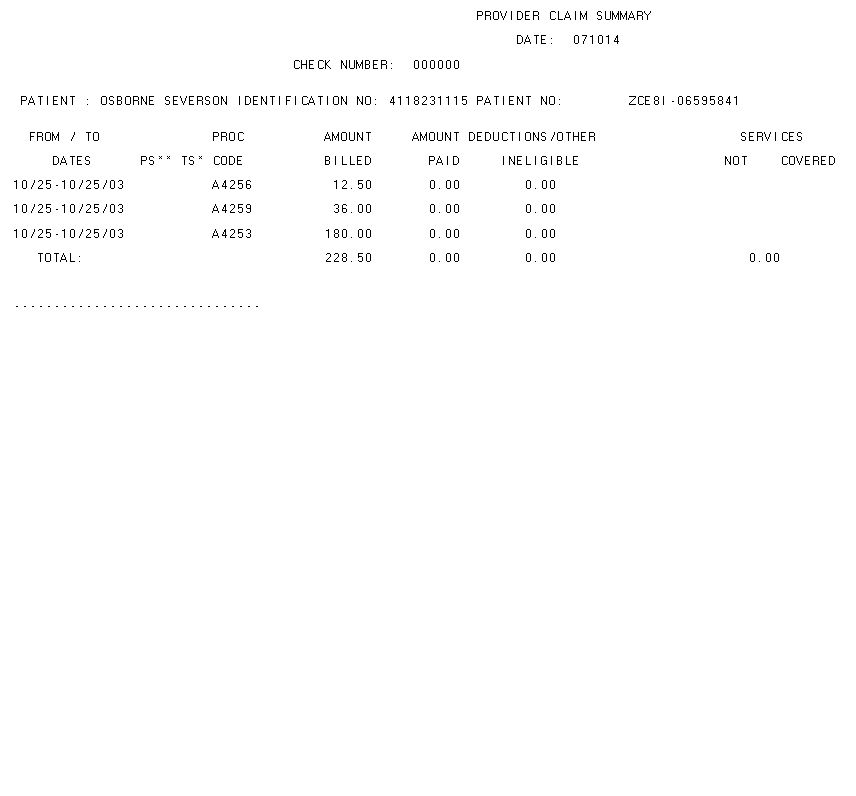 PROVIDER CLAIM SUMMARY
DATE: 071014
CHECK NUMBER: 000000
PATIENT : OSBORNE SEVERSON IDENTIFICATION NO: 4118231115 PATIENT NO: ZCE8I-06595841
FROM / TO PROC AMOUNT AMOUNT DEDUCTIONS/OTHER SERVICES
DATES PS** TS* CODE BILLED PAID INELIGIBLE NOT COVERED
10/25-10/25/03 A4256 12.50 0.00 0.00
10/25-10/25/03 A4259 36.00 0.00 0.00
10/25-10/25/03 A4253 180.00 0.00 0.00
TOTAL: 228.50 0.00 0.00 0.00
-------------------------------